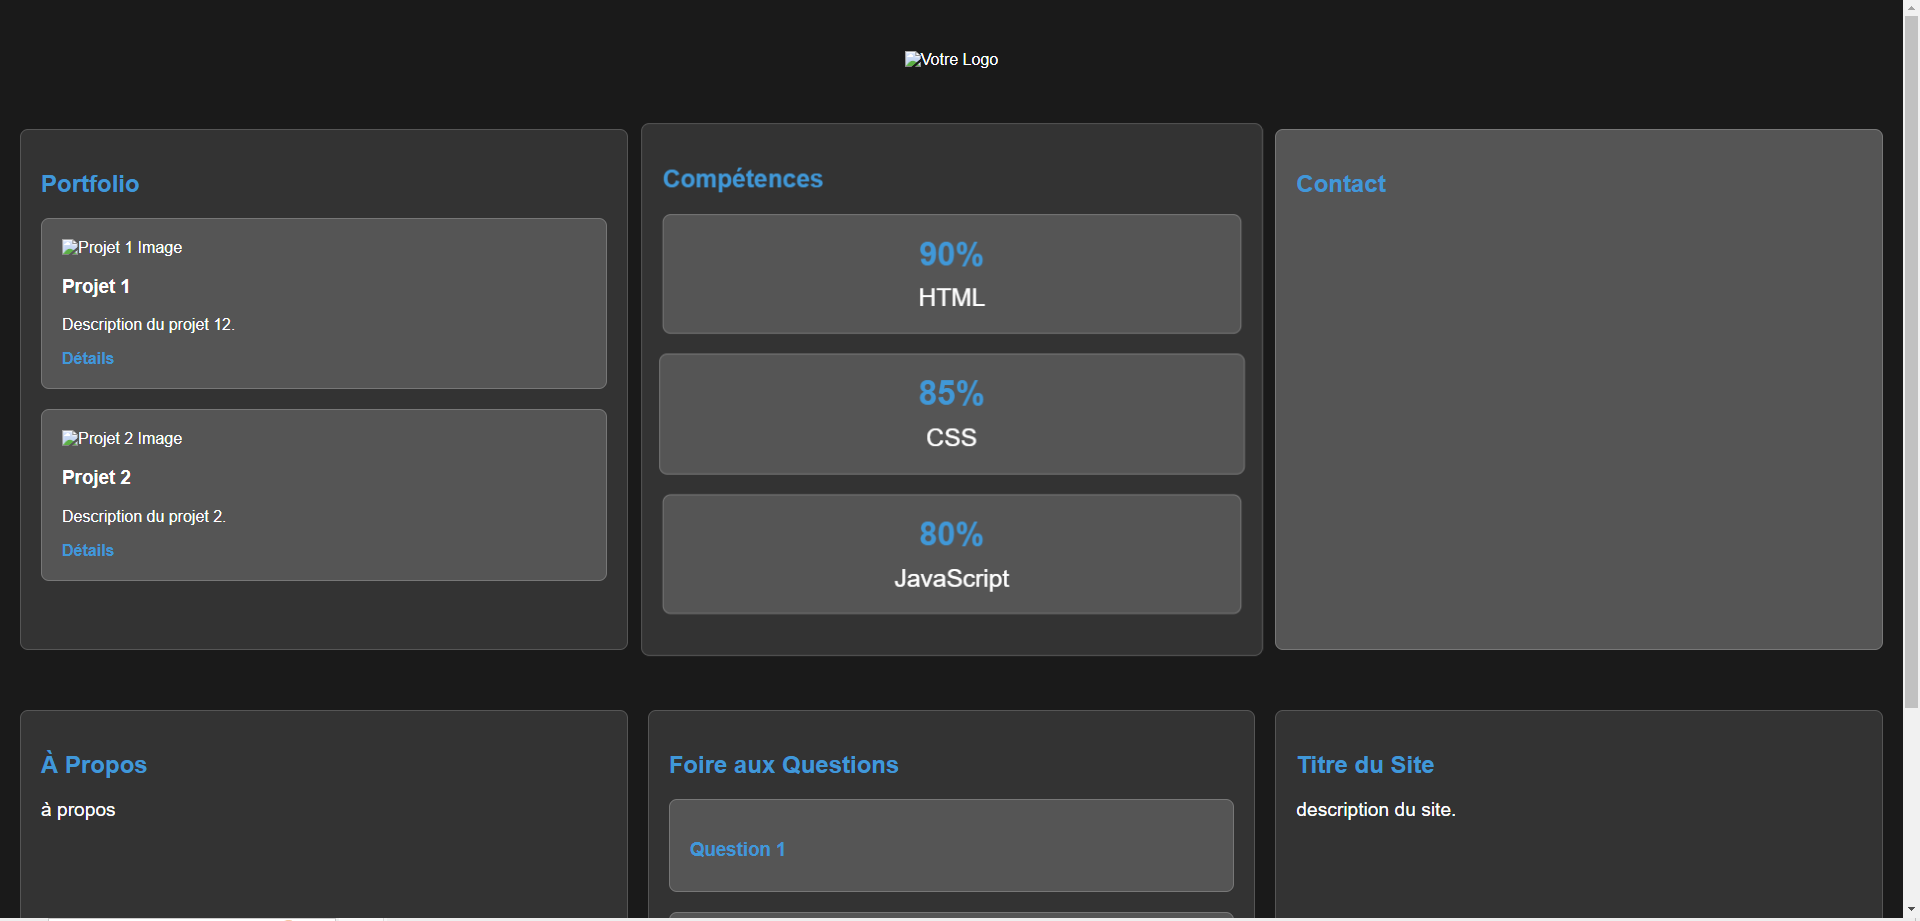 Votre Logo
Portfolio
Projet 1 Image
Projet 1
Description du projet 12.
Détails
Projet 2 Image
Projet 2
Description du projet 2.
Détails
Compétences
90%
HTML
85%
CSS
80%
JavaScript
Contact
À Propos
à propos
Foire aux Questions
Question 1
Titre du Site
description du site.